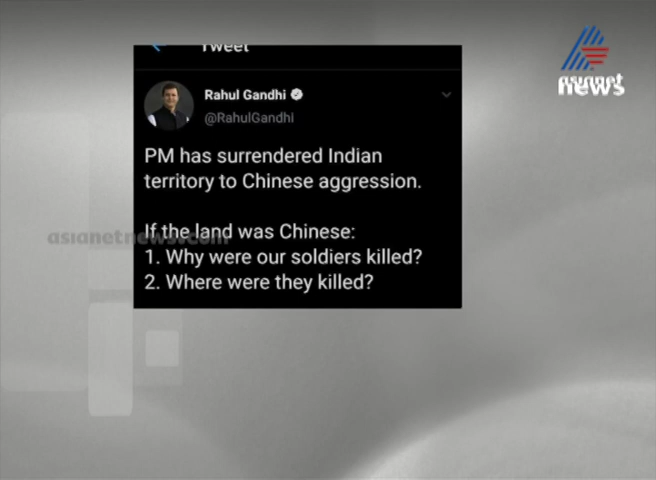 Tweet
Rahul Gandhi
@RahulGandhi
PM has surrendered Indian
territory to Chinese aggression.
If the land was Chinese:
1. Why were our soldiers killed?
2. Where were they killed?
asianet
news
asianetnews.com